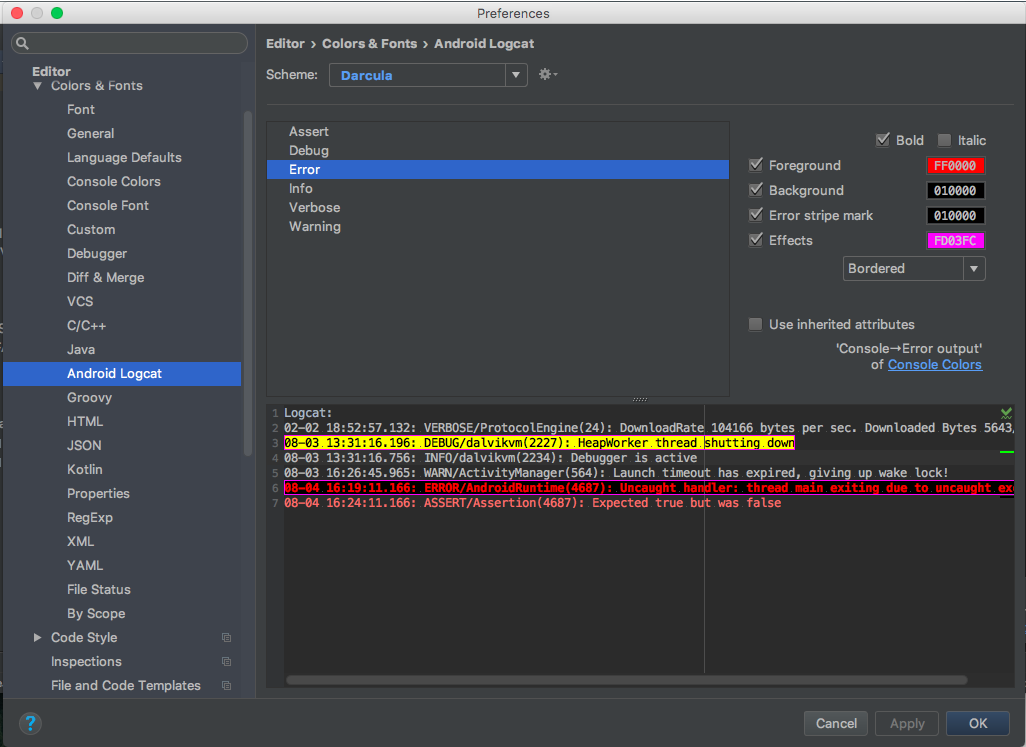 Preferences
Editor
Colors & Fonts
Font
General
Language Defaults
Console Colors
Console Font
Custom
Debugger
Diff & Merge
VCS
C/C++
Java
Android Logcat
Groovy
HTML
JSON
Kotlin
Properties
RegExp
XML
YAML
File Status
By Scope
Code Style
Inspections
File and Code Templates
Editor › Colors & Fonts › Android Logcat
Scheme: Darcula
Assert
Debug
Error
Info
Verbose
Warning
Bold Italic
Foreground FF0000
Background 010000
Error stripe mark 010000
Effects FD03FC
Bordered
Use inherited attributes
'Console→Error output'
of Console Colors
1 Logcat:
2 02-02 18:52:57.132: VERBOSE/ProtocolEngine(24): DownloadRate 104166 bytes per sec. Downloaded Bytes 5643,
3 08-03 13:31:16.196: DEBUG/dalvikvm(2227): HeapWorker thread shutting down
4 08-03 13:31:16.756: INFO/dalvikvm(2234): Debugger is active
5 08-03 16:26:45.965: WARN/ActivityManager(564): Launch timeout has expired, giving up wake lock!
6 08-04 16:19:11.166: ERROR/AndroidRuntime(4687): Uncaught handler: thread main exiting due to uncaught
7 08-04 16:24:11.166: ASSERT/Assertion(4687): Expected true but was false
?
Cancel Apply OK